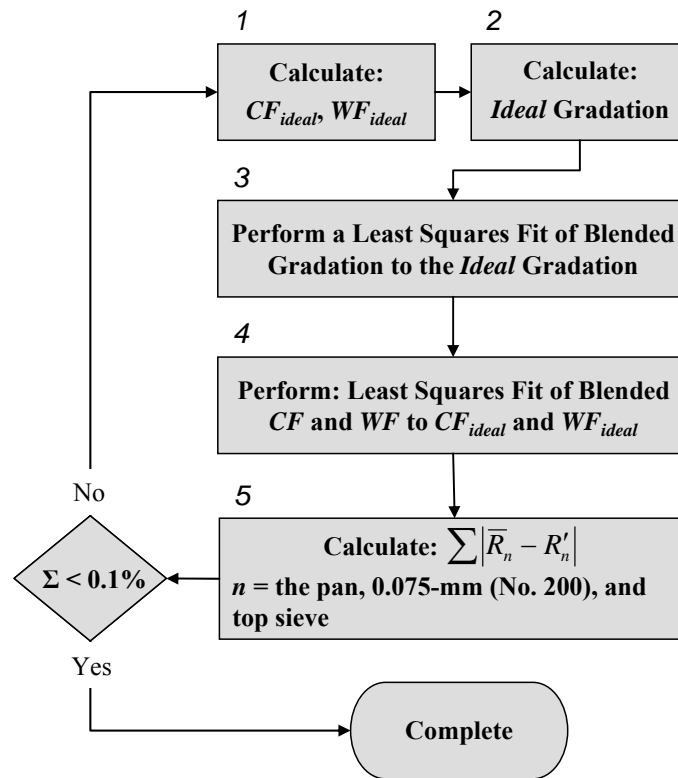 1
Calculate:
CF_ideal, WF_ideal
2
Calculate:
Ideal Gradation
3
Perform a Least Squares Fit of Blended
Gradation to the Ideal Gradation
4
Perform: Least Squares Fit of Blended
CF and WF to CF_ideal and WF_ideal
5
Calculate: ∑|R̅_n − R′_n|
n = the pan, 0.075-mm (No. 200), and
top sieve
No
Σ < 0.1%
Yes
Complete